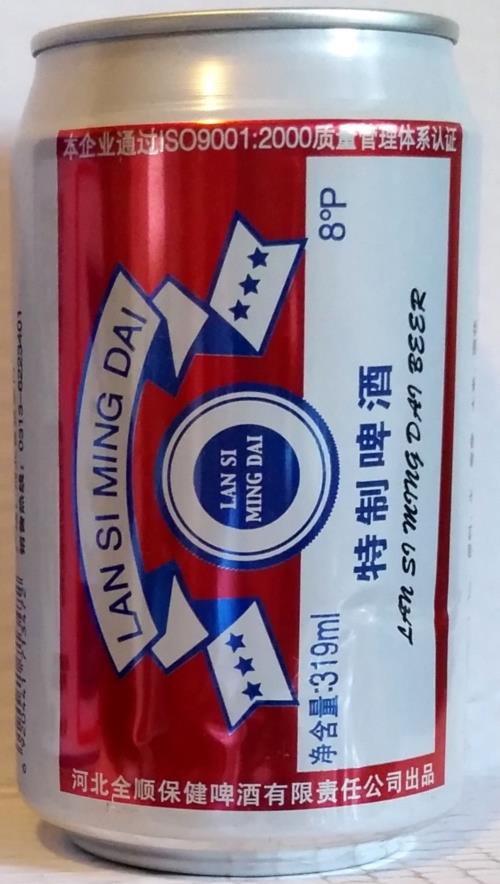 本企业通过ISO9001:2000质量管理体系认证
8°P
LAN SI MING DAI
LAN SI
MING DAI
特制啤酒
LAN SI MING DAI BEER
净含量:319ml
河北全顺保健啤酒有限责任公司出品